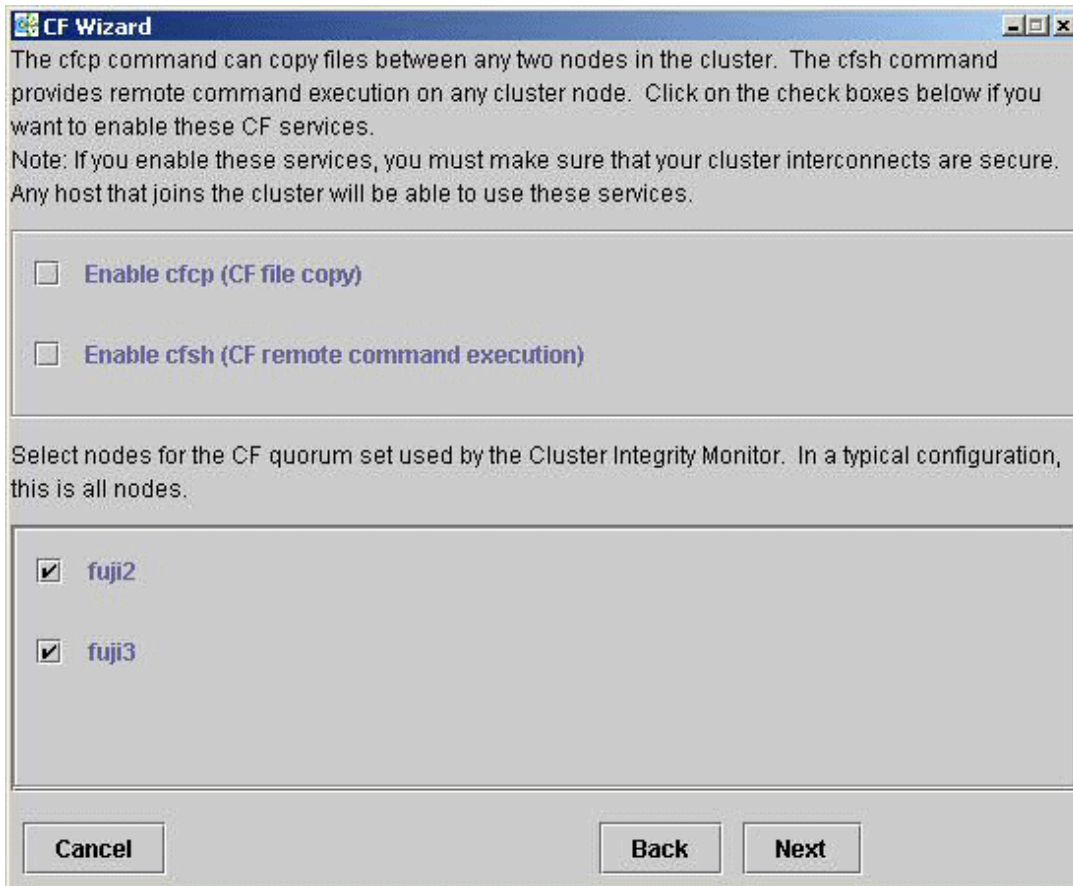 CF Wizard
The cfcp command can copy files between any two nodes in the cluster. The cfsh command
provides remote command execution on any cluster node. Click on the check boxes below if you
want to enable these CF services.
Note: If you enable these services, you must make sure that your cluster interconnects are secure.
Any host that joins the cluster will be able to use these services.
Enable cfcp (CF file copy)
Enable cfsh (CF remote command execution)
Select nodes for the CF quorum set used by the Cluster Integrity Monitor. In a typical configuration,
this is all nodes.
fuji2
fuji3
Cancel Back Next